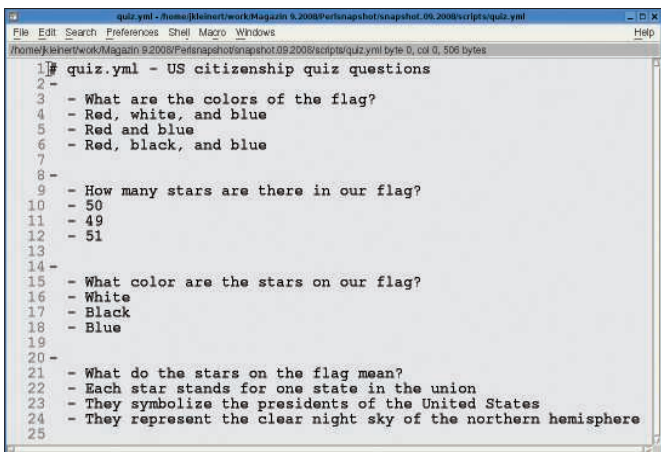 quiz.yml - /home/jkleinert/work/Magazin 9.2008/Perlsnapshot/snapshot.09.2008/scripts/quiz.yml
File Edit Search Preferences Shell Macro Windows Help
/home/jkleinert/work/Magazin 9.2008/Perlsnapshot/snapshot.09.2008/scripts/quiz.yml byte 0, col 0, 506 bytes
1 # quiz.yml - US citizenship quiz questions
2 -
3 - What are the colors of the flag?
4 - Red, white, and blue
5 - Red and blue
6 - Red, black, and blue
7
8 -
9 - How many stars are there in our flag?
10 - 50
11 - 49
12 - 51
13
14 -
15 - What color are the stars on our flag?
16 - White
17 - Black
18 - Blue
19
20 -
21 - What do the stars on the flag mean?
22 - Each star stands for one state in the union
23 - They symbolize the presidents of the United States
24 - They represent the clear night sky of the northern hemisphere
25